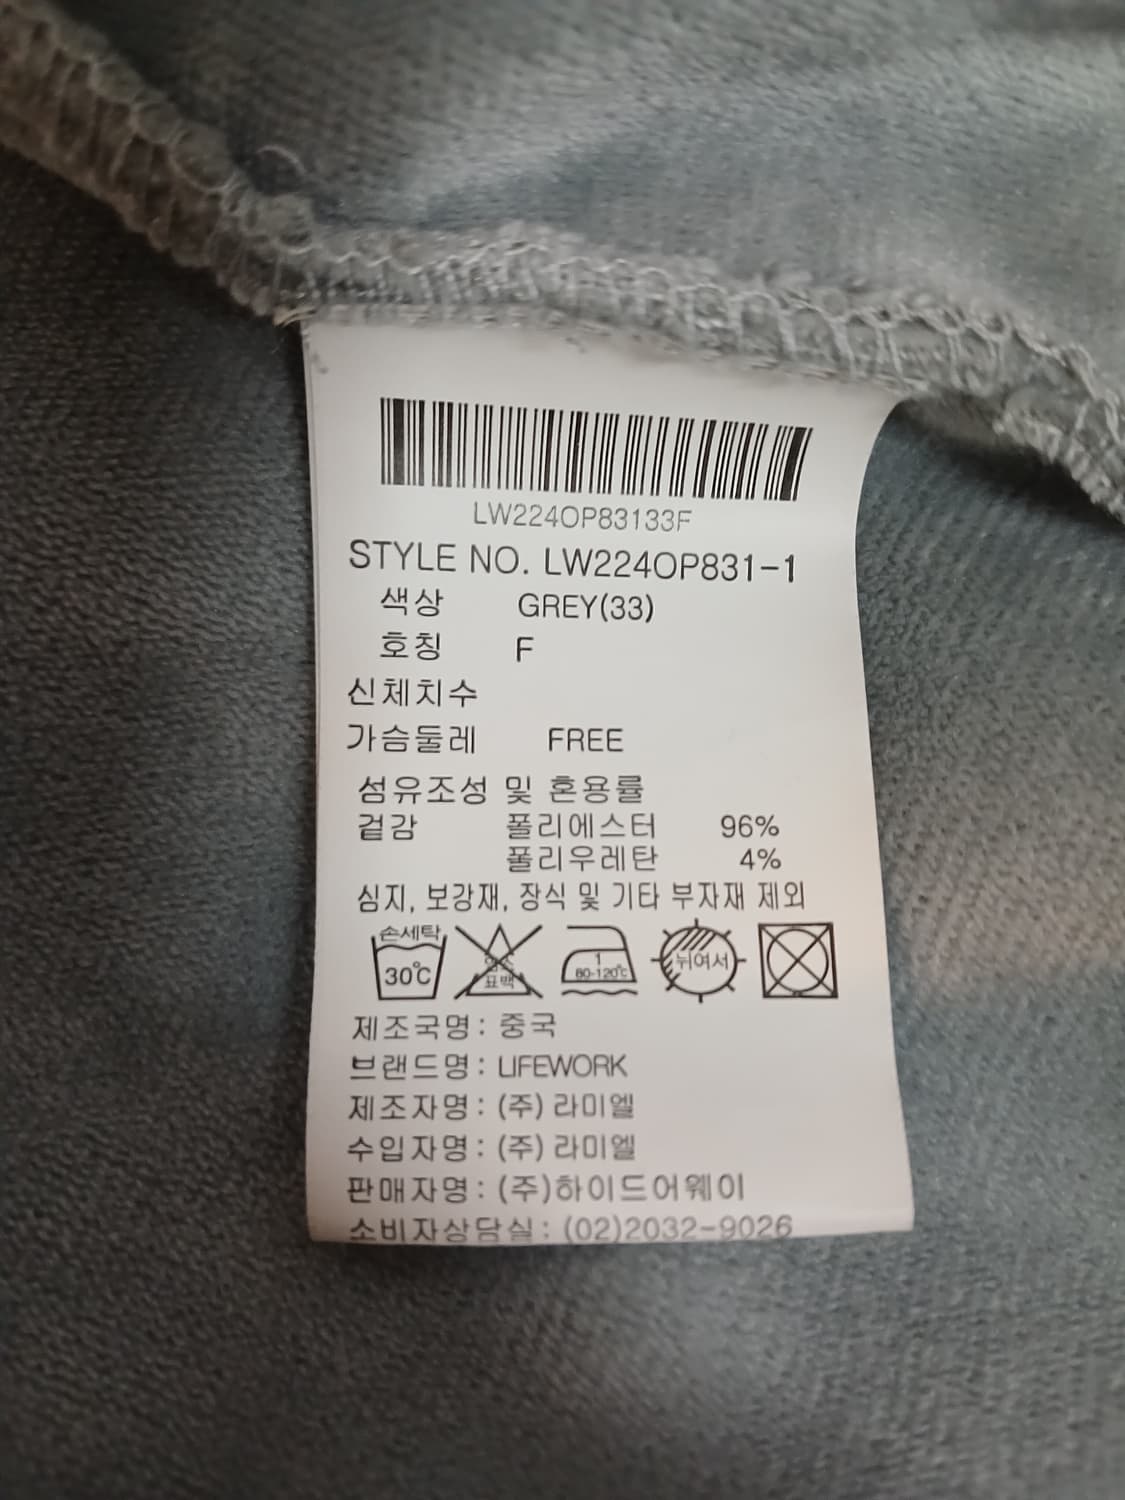 LW224OP83133F
STYLE NO. LW224OP831-1
색상 GREY(33)
호칭 F
신체치수
가슴둘레 FREE
섬유조성 및 혼용률
겉감 폴리에스터 96%
폴리우레탄 4%
심지, 보강재, 장식 및 기타 부자재 제외
손세탁 30℃ 염소 표백 1 80-120℃ 뉘여서
제조국명 : 중국
브랜드명 : LIFEWORK
제조자명 : (주) 라미엘
수입자명 : (주) 라미엘
판매자명 : (주)하이드어웨이
소비자상담실 : (02)2032-9026